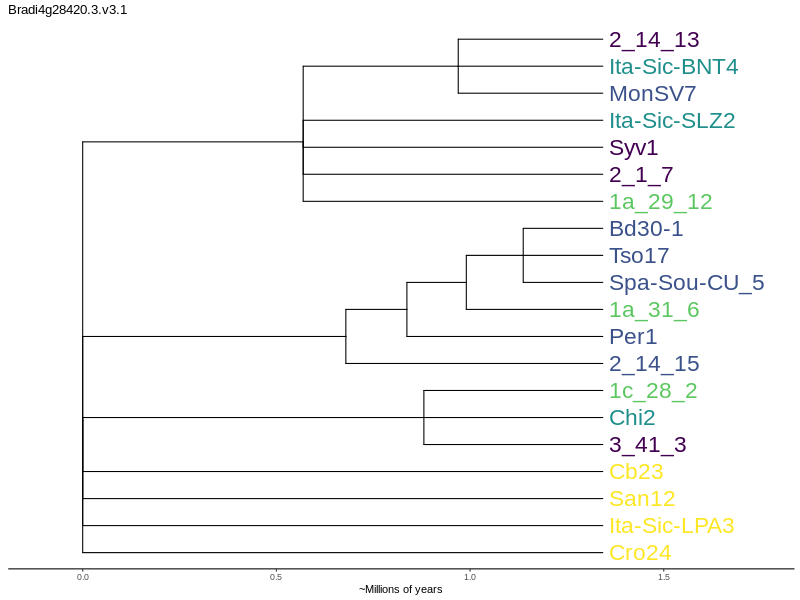 Bradi4g28420.3.v3.1
2_14_13
Ita-Sic-BNT4
MonSV7
Ita-Sic-SLZ2
Syv1
2_1_7
1a_29_12
Bd30-1
Tso17
Spa-Sou-CU_5
1a_31_6
Per1
2_14_15
1c_28_2
Chi2
3_41_3
Cb23
San12
Ita-Sic-LPA3
Cro24
0.0 0.5 1.0 1.5
~Millions of years